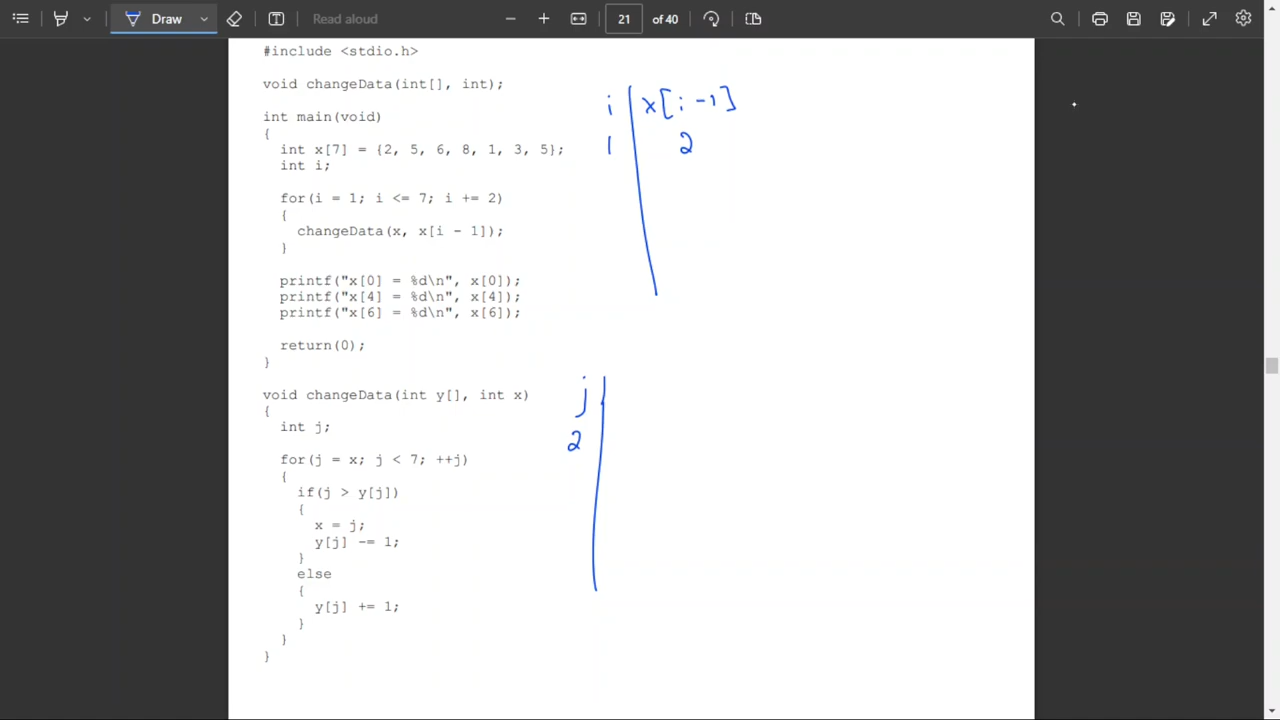 Draw
Read aloud
21 of 40
#include <stdio.h>
void changeData(int[], int);
int main(void)
{
int x[7] = {2, 5, 6, 8, 1, 3, 5};
int i;
for(i = 1; i <= 7; i += 2)
{
changeData(x, x[i - 1]);
}
printf("x[0] = %d\n", x[0]);
printf("x[4] = %d\n", x[4]);
printf("x[6] = %d\n", x[6]);
return(0);
}
void changeData(int y[], int x)
{
int j;
for(j = x; j < 7; ++j)
{
if(j > y[j])
{
x = j;
y[j] -= 1;
}
else
{
y[j] += 1;
}
}
}
i x[i-1]
1 2
j
2